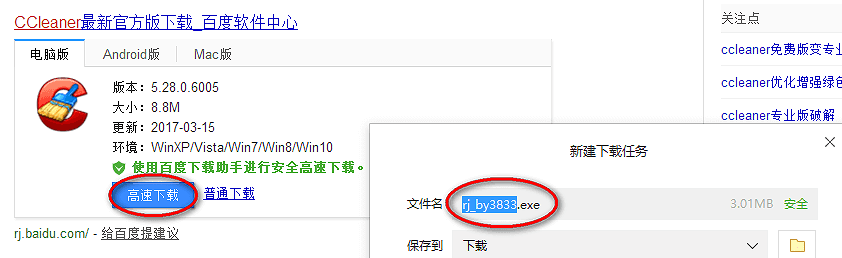 CCleaner最新官方版下载_百度软件中心
电脑版 Android版 Mac版
版本：5.28.0.6005
大小：8.8M
更新：2017-03-15
环境：WinXP/Vista/Win7/Win8/Win10
使用百度下载助手进行安全高速下载。
高速下载 普通下载
rj.baidu.com/ - 给百度提建议
关注点
ccleaner免费版变专业
ccleaner优化增强绿色
ccleaner专业版破解
新建下载任务
文件名 rj_by3833.exe 3.01MB 安全
保存到 下载